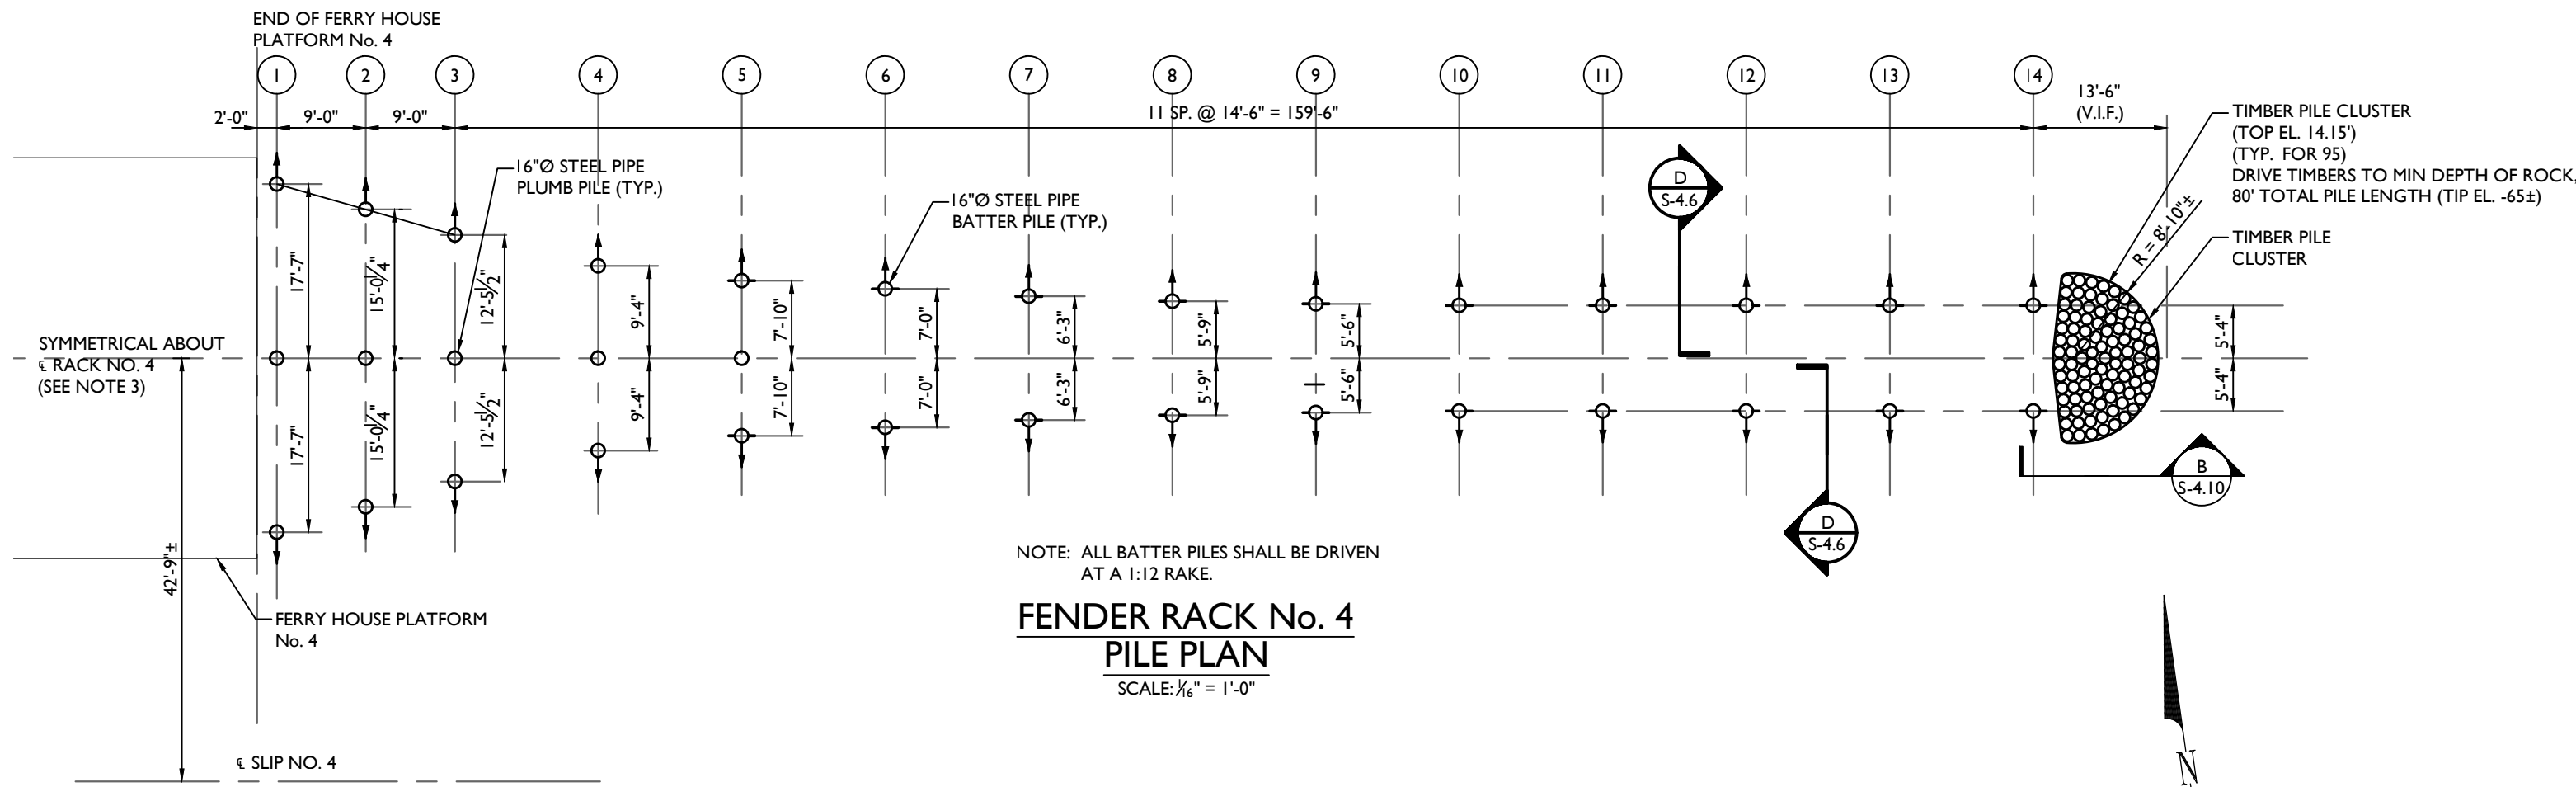 END OF FERRY HOUSE
PLATFORM No. 4
1 2 3 4 5 6 7 8 9 10 11 12 13 14
2'-0" 9'-0" 9'-0" 11 SP. @ 14'-6" = 159'-6" 13'-6"
(V.I.F.)
TIMBER PILE CLUSTER
(TOP EL. 14.15')
(TYP. FOR 95)
DRIVE TIMBERS TO MIN DEPTH OF ROCK,
80' TOTAL PILE LENGTH (TIP EL. -65±)
16"Ø STEEL PIPE
PLUMB PILE (TYP.)
16"Ø STEEL PIPE
BATTER PILE (TYP.)
D
S-4.6
R = 8'-10"±
TIMBER PILE
CLUSTER
17'-7" 15'-0 1/4" 12'-5 1/2" 9'-4" 7'-10" 7'-0" 6'-3" 5'-9" 5'-6" 5'-4"
SYMMETRICAL ABOUT
℄ RACK NO. 4
(SEE NOTE 3)
17'-7" 15'-0 1/4" 12'-5 1/2" 9'-4" 7'-10" 7'-0" 6'-3" 5'-9" 5'-6" 5'-4"
B
S-4.10
D
S-4.6
42'-9"±
NOTE: ALL BATTER PILES SHALL BE DRIVEN
AT A 1:12 RAKE.
FERRY HOUSE PLATFORM
No. 4
FENDER RACK No. 4
PILE PLAN
SCALE: 1/16" = 1'-0"
℄ SLIP NO. 4
N